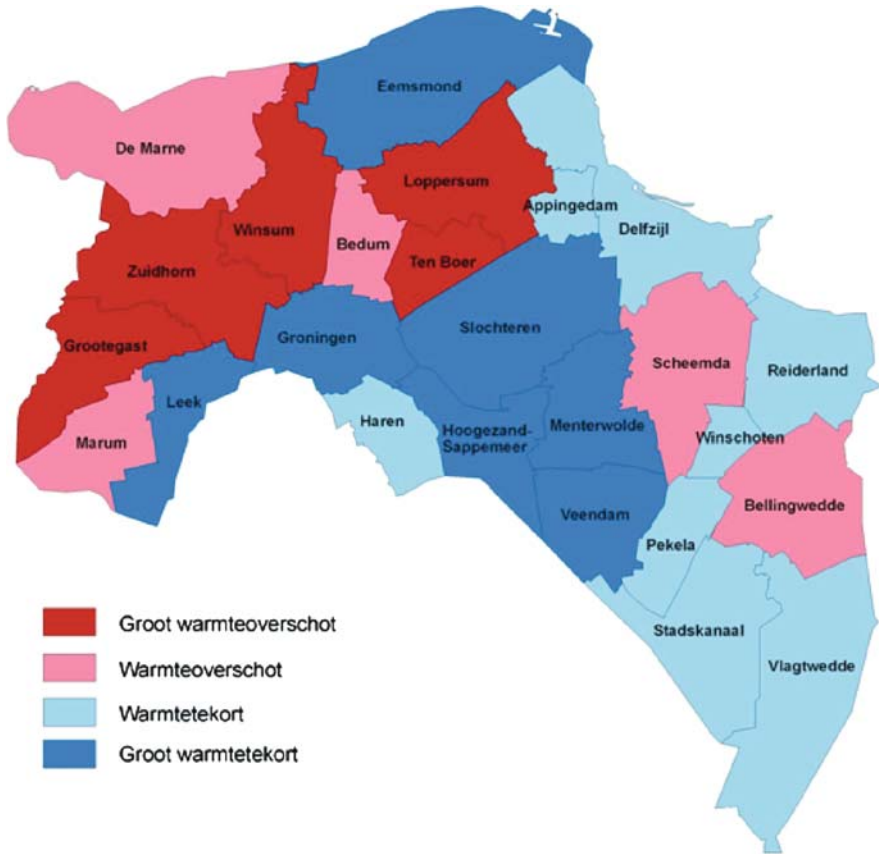 Eemsmond
De Marne
Loppersum
Appingedam
Winsum
Delfzijl
Bedum
Ten Boer
Zuidhorn
Slochteren
Groningen
Grootegast
Scheemda
Reiderland
Leek
Haren
Hoogezand-
Sappemeer
Menterwolde
Winschoten
Marum
Bellingwedde
Veendam
Pekela
Stadskanaal
Vlagtwedde
Groot warmteoverschot
Warmteoverschot
Warmtetekort
Groot warmtetekort